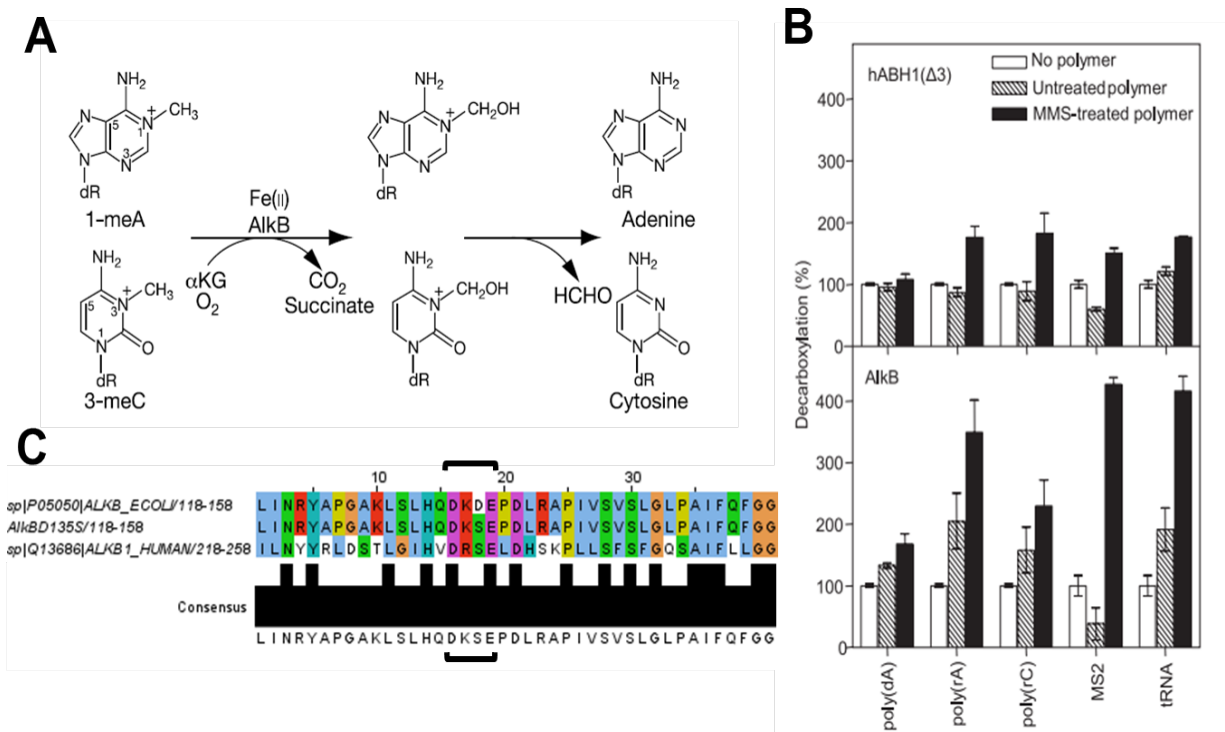 A
NH2
N
5
1
N
+
CH3
N
3
N
dR
1-meA
NH2
N
N
+
CH2OH
N
N
dR
NH2
N
N
N
N
dR
Adenine
Fe(II)
AlkB
αKG
O2
CO2
Succinate
HCHO
NH2
5
N
3
+
CH3
1
N
O
dR
3-meC
NH2
N
+
CH2OH
N
O
dR
NH2
N
N
O
dR
Cytosine
B
hABH1(Δ3)
No polymer
Untreated polymer
MMS-treated polymer
400
300
200
100
0
AlkB
400
300
200
100
0
Decarboxylation (%)
poly(dA)
poly(rA)
poly(rC)
MS2
tRNA
C
10 20 30
sp|P05050|ALKB_ECOLI/118-158 LINRYAPGAKLSLHQDKDEPDLRAPIVSVSLGLPAIFQFGG
AlkBD135S/118-158 LINRYAPGAKLSLHQDKSEPDLRAPIVSVSLGLPAIFQFGG
sp|Q13686|ALKB1_HUMAN/218-258 ILNYYRLDSTLGIHVDRSELDHSKPLLSFSFGQSAIFLLGG
Consensus
LINRYAPGAKLSLHQDKSEPDLRAPIVSVSLGLPAIFQFGG